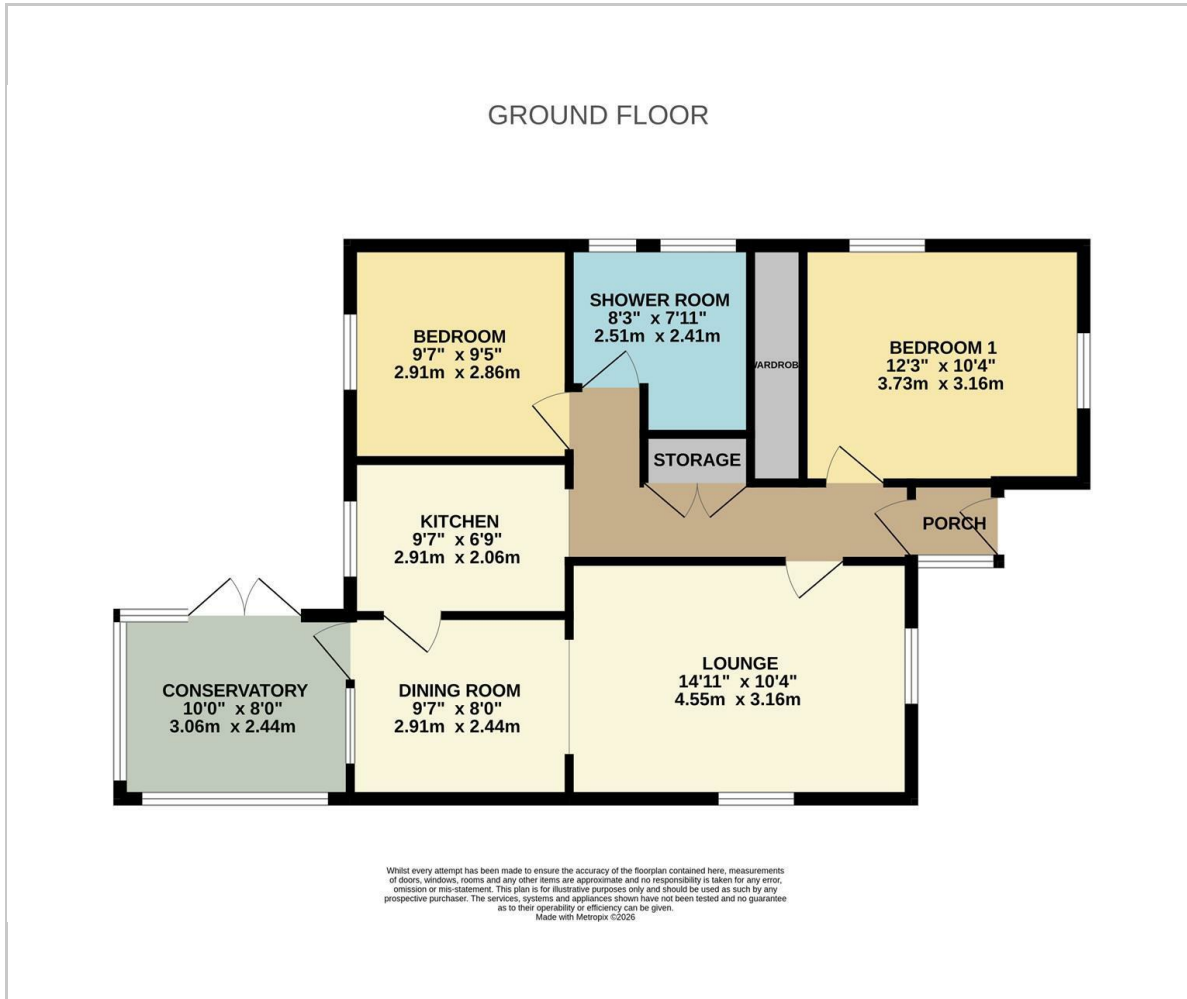 GROUND FLOOR
BEDROOM
9'7" x 9'5"
2.91m x 2.86m
SHOWER ROOM
8'3" x 7'11"
2.51m x 2.41m
WARDROBE
BEDROOM 1
12'3" x 10'4"
3.73m x 3.16m
STORAGE
KITCHEN
9'7" x 6'9"
2.91m x 2.06m
PORCH
CONSERVATORY
10'0" x 8'0"
3.06m x 2.44m
DINING ROOM
9'7" x 8'0"
2.91m x 2.44m
LOUNGE
14'11" x 10'4"
4.55m x 3.16m
Whilst every attempt has been made to ensure the accuracy of the floorplan contained here, measurements
of doors, windows, rooms and any other items are approximate and no responsibility is taken for any error,
omission or mis-statement. This plan is for illustrative purposes only and should be used as such by any
prospective purchaser. The services, systems and appliances shown have not been tested and no guarantee
as to their operability or efficiency can be given.
Made with Metropix ©2026